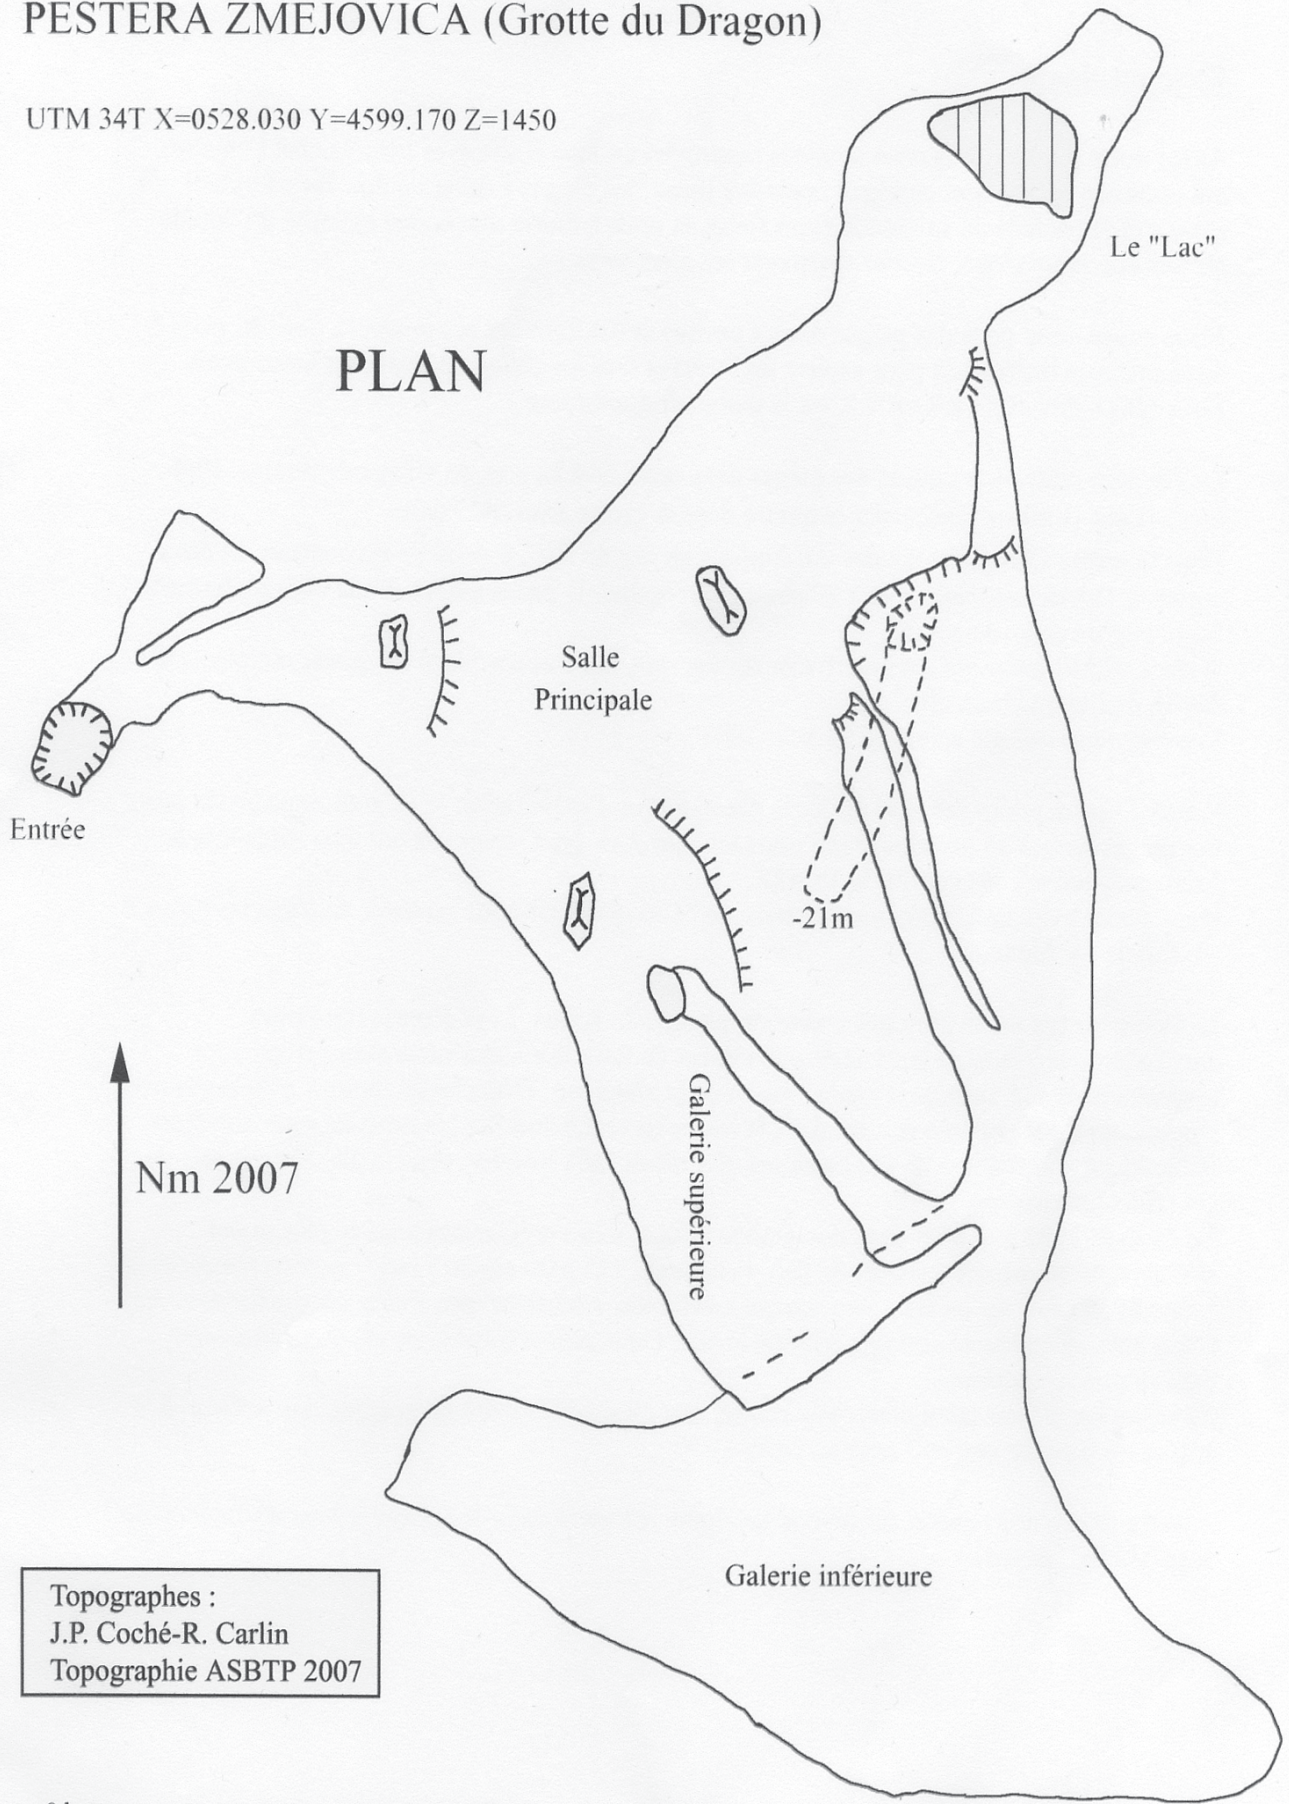 PESTERA ZMEJOVICA (Grotte du Dragon)
UTM 34T X=0528.030 Y=4599.170 Z=1450
Le "Lac"
PLAN
Salle
Principale
Entrée
-21m
Galerie supérieure
Nm 2007
Galerie inférieure
Topographes :
J.P. Coché-R. Carlin
Topographie ASBTP 2007